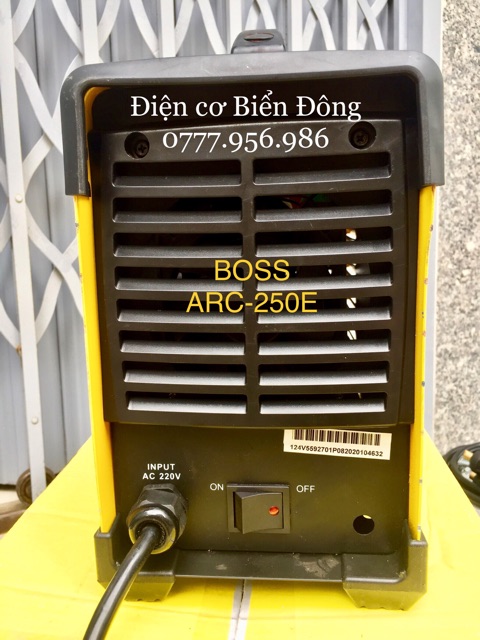 Điện cơ Biển Đông
0777.956.986
BOSS
ARC-250E
124V5592701P082020104632
INPUT
AC 220V
ON
OFF